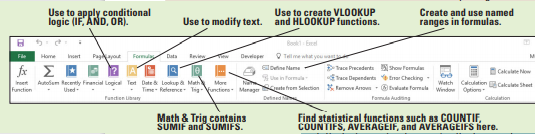 Use to apply conditional
logic (IF, AND, OR).
Use to modify text.
Use to create VLOOKUP
and HLOOKUP functions.
Create and use named
ranges in formulas.
Book1 - Excel
File Home Insert Page Layout Formulas Data Review View Developer Tell me what you want to do
Insert
Function
AutoSum Recently
Used
Financial Logical Text Date &
Time
Lookup &
Reference
Math &
Trig
More
Functions
Function Library
Name
Manager
Define Name
Use in Formula
Create from Selection
Defined Names
Trace Precedents
Trace Dependents
Remove Arrows
Show Formulas
Error Checking
Evaluate Formula
Formula Auditing
Watch
Window
Calculation
Options
Calculate Now
Calculate Sheet
Calculation
Math & Trig contains
SUMIF and SUMIFS.
Find statistical functions such as COUNTIF,
COUNTIFS, AVERAGEIF, and AVERAGEIFS here.